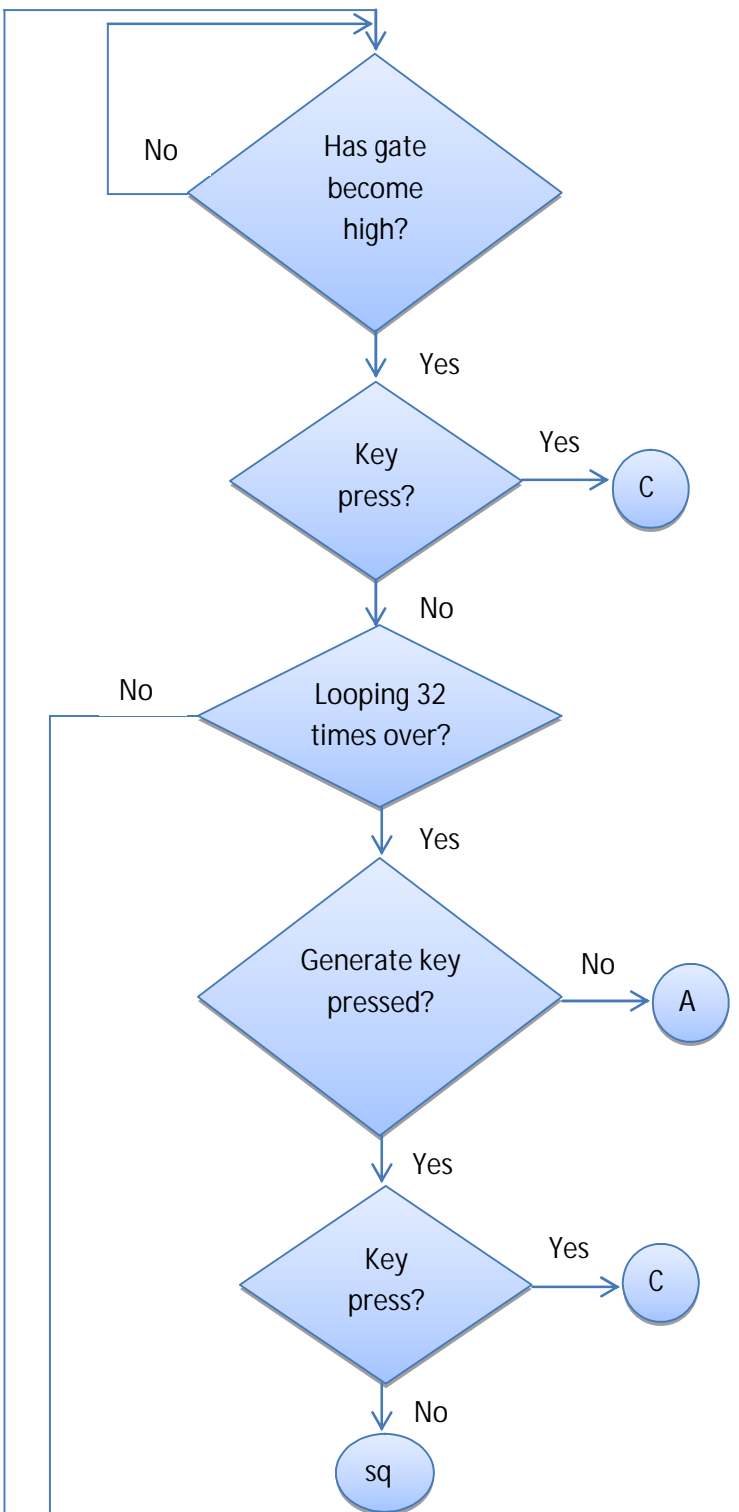 No
Has gate
become
high?
Yes
Key
press?
Yes
C
No
No
Looping 32
times over?
Yes
Generate key
pressed?
No
A
Yes
Key
press?
Yes
C
No
sq